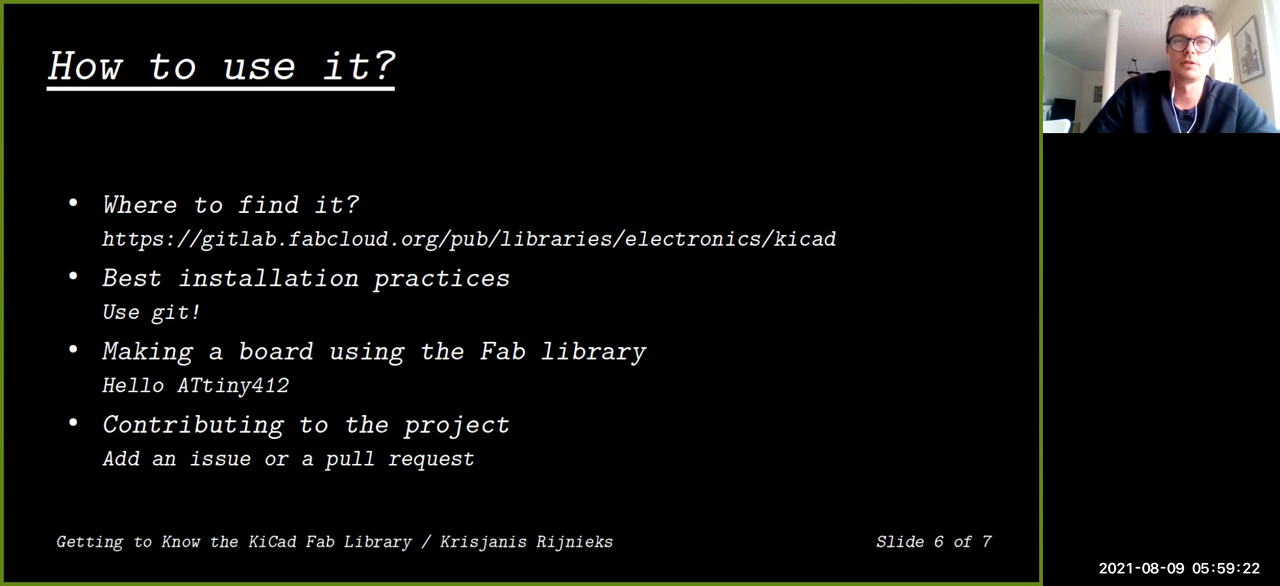 How to use it?
• Where to find it?
https://gitlab.fabcloud.org/pub/libraries/electronics/kicad
• Best installation practices
Use git!
• Making a board using the Fab library
Hello ATtiny412
• Contributing to the project
Add an issue or a pull request
Getting to Know the KiCad Fab Library / Krisjanis Rijnieks
Slide 6 of 7
2021-08-09 05:59:22